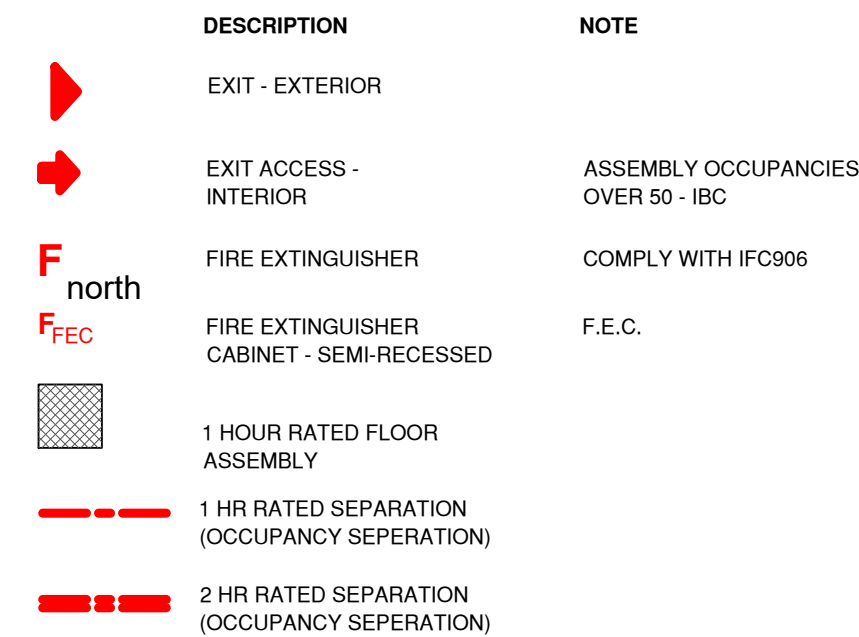 DESCRIPTION NOTE
EXIT - EXTERIOR
EXIT ACCESS - ASSEMBLY OCCUPANCIES
INTERIOR OVER 50 - IBC
F north FIRE EXTINGUISHER COMPLY WITH IFC906
F FEC FIRE EXTINGUISHER F.E.C.
CABINET - SEMI-RECESSED
1 HOUR RATED FLOOR
ASSEMBLY
1 HR RATED SEPARATION
(OCCUPANCY SEPERATION)
2 HR RATED SEPARATION
(OCCUPANCY SEPERATION)